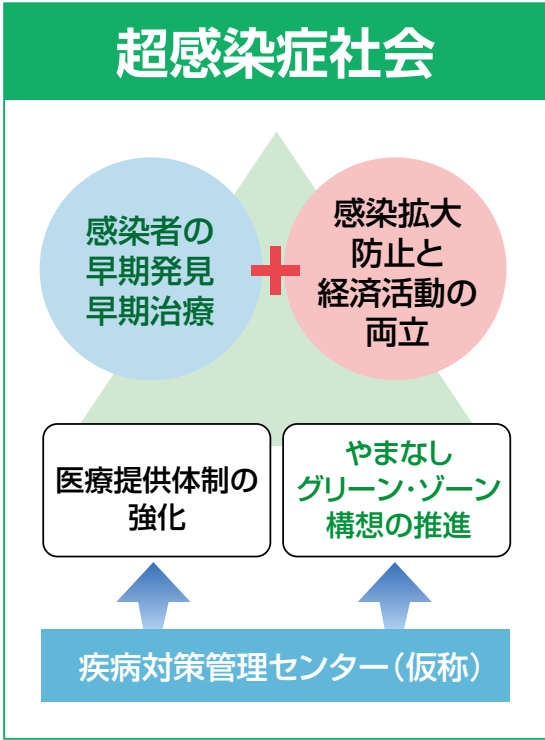 超感染症社会
感染者の
早期発見
早期治療
+
感染拡大
防止と
経済活動の
両立
医療提供体制の
強化
やまなし
グリーン・ゾーン
構想の推進
疾病対策管理センター(仮称)